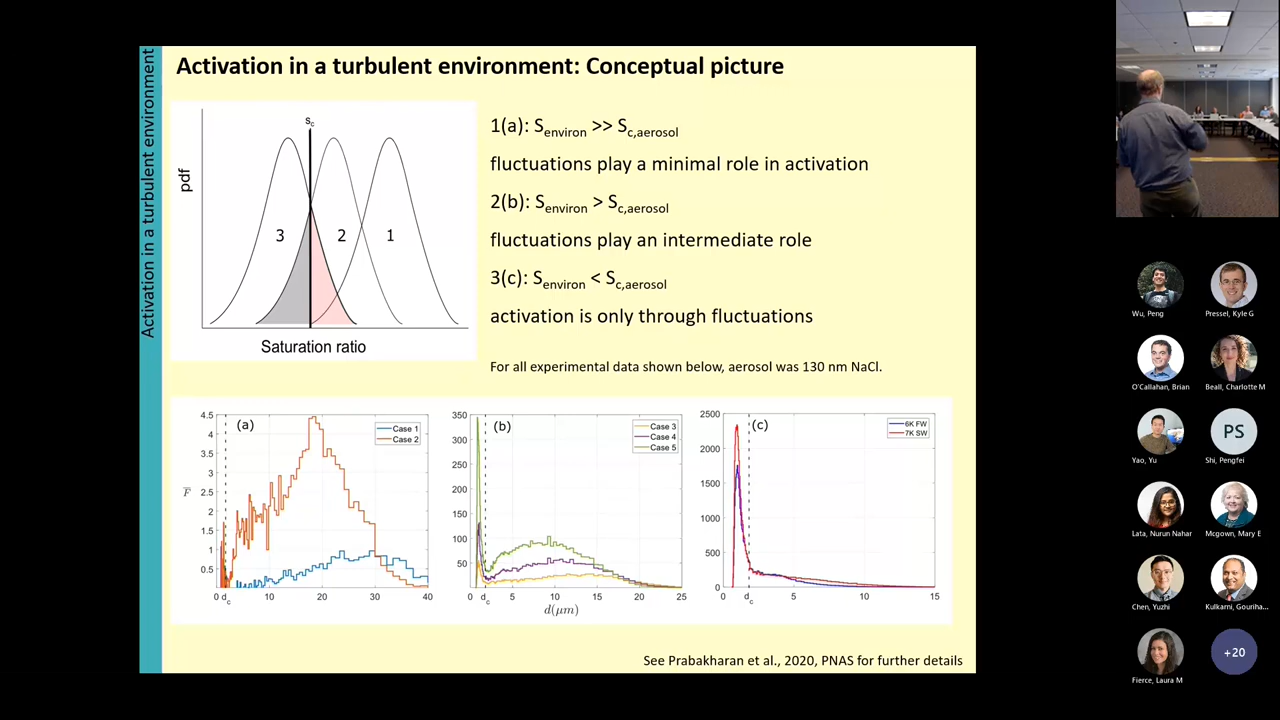 Activation in a turbulent environment
Activation in a turbulent environment: Conceptual picture
pdf
sc
3
2
1
Saturation ratio
1(a): Senviron >> Sc,aerosol
fluctuations play a minimal role in activation
2(b): Senviron > Sc,aerosol
fluctuations play an intermediate role
3(c): Senviron < Sc,aerosol
activation is only through fluctuations
For all experimental data shown below, aerosol was 130 nm NaCl.
(a)
Case 1
Case 2
4.5
4
3.5
3
2.5
2
1.5
1
0.5
F
0 dc 10 20 30 40
(b)
Case 3
Case 4
Case 5
350
300
250
200
150
100
50
0 dc 5 10 15 20 25
d(μm)
(c)
6K FW
7K SW
2500
2000
1500
1000
500
0
0 dc 5 10 15
See Prabakharan et al., 2020, PNAS for further details
Wu, Peng
Pressel, Kyle G
O'Callahan, Brian
Beall, Charlotte M
Yao, Yu
PS
Shi, Pengfei
Lata, Nurun Nahar
Mcgown, Mary E
Chen, Yuzhi
Kulkarni, Gouriha...
Fierce, Laura M
+20